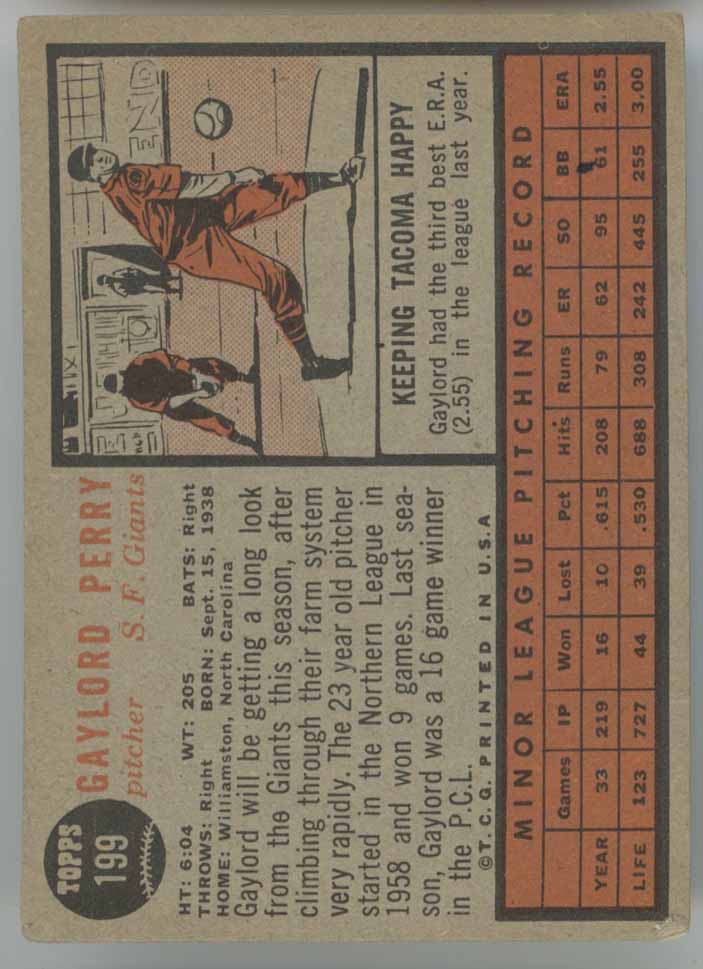 TOPPS
199
GAYLORD PERRY
pitcher S. F. Giants
HT: 6:04 WT: 205 BATS: Right
THROWS: Right BORN: Sept. 15, 1938
HOME: Williamston, North Carolina
Gaylord will be getting a long look
from the Giants this season, after
climbing through their farm system
very rapidly. The 23 year old pitcher
started in the Northern League in
1958 and won 9 games. Last sea-
son, Gaylord was a 16 game winner
in the P.C.L.
©T.C.G. PRINTED IN U.S.A
END
KEEPING TACOMA HAPPY
Gaylord had the third best E.R.A.
(2.55) in the league last year.
MINOR LEAGUE PITCHING RECORD
Games IP Won Lost Pct Hits Runs ER SO BB ERA
YEAR 33 219 16 10 .615 208 79 62 95 61 2.55
LIFE 123 727 44 39 .530 688 308 242 445 255 3.00